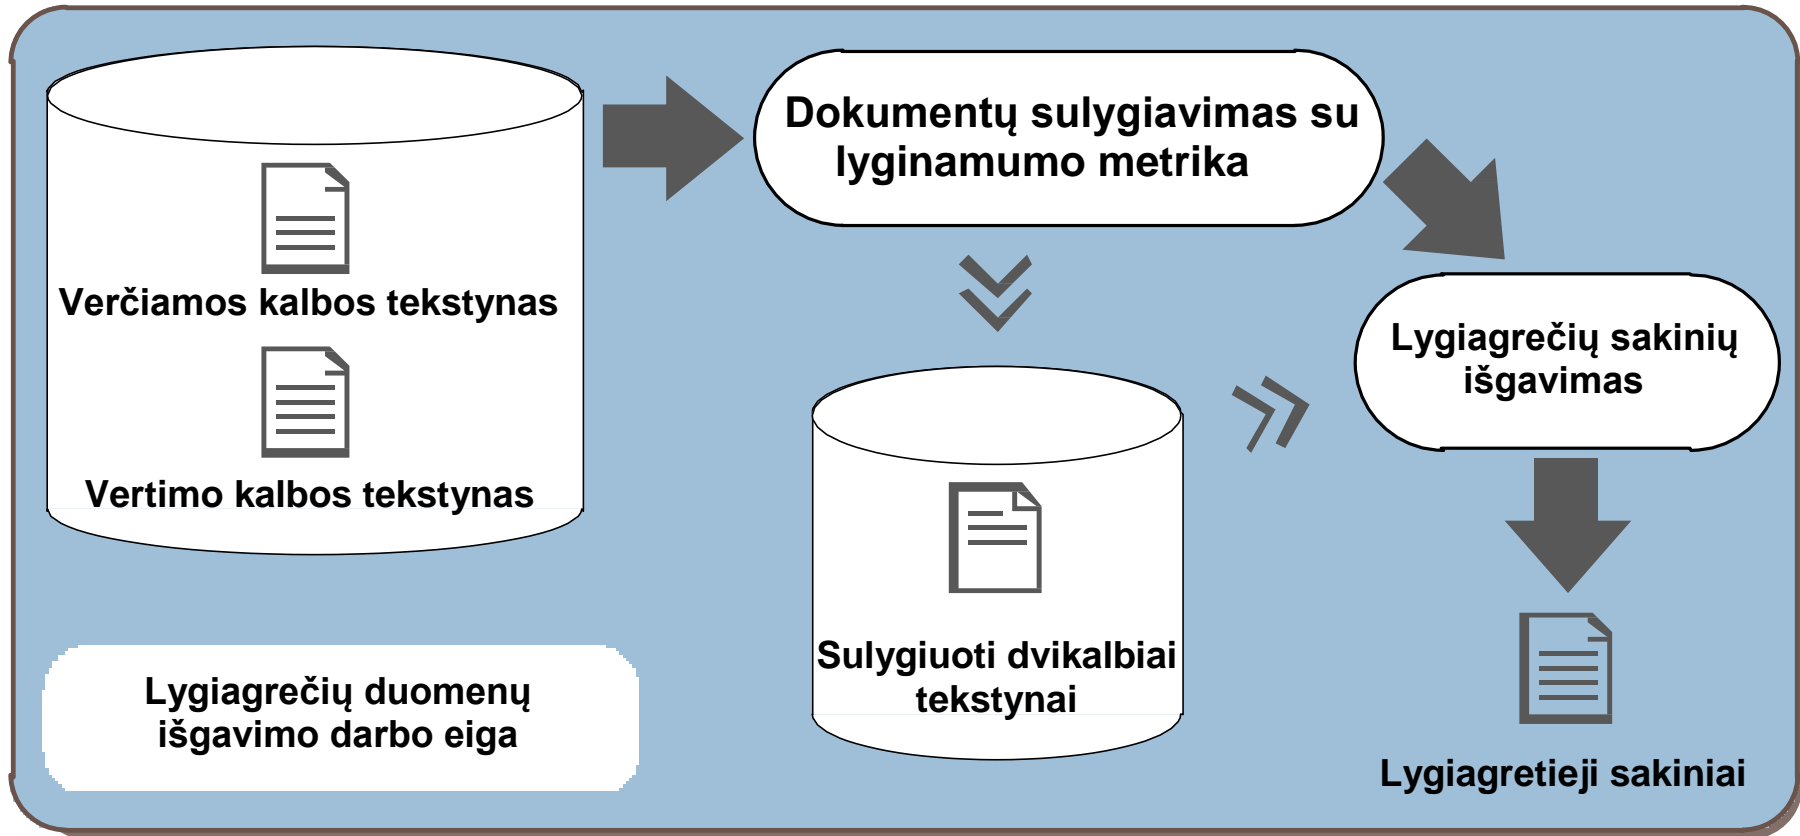 Verčiamos kalbos tekstynas
Vertimo kalbos tekstynas
Dokumentų sulygiavimas su
lyginamumo metrika
Lygiagrečių sakinių
išgavimas
Sulygiuoti dvikalbiai
tekstynai
Lygiagretieji sakiniai
Lygiagrečių duomenų
išgavimo darbo eiga